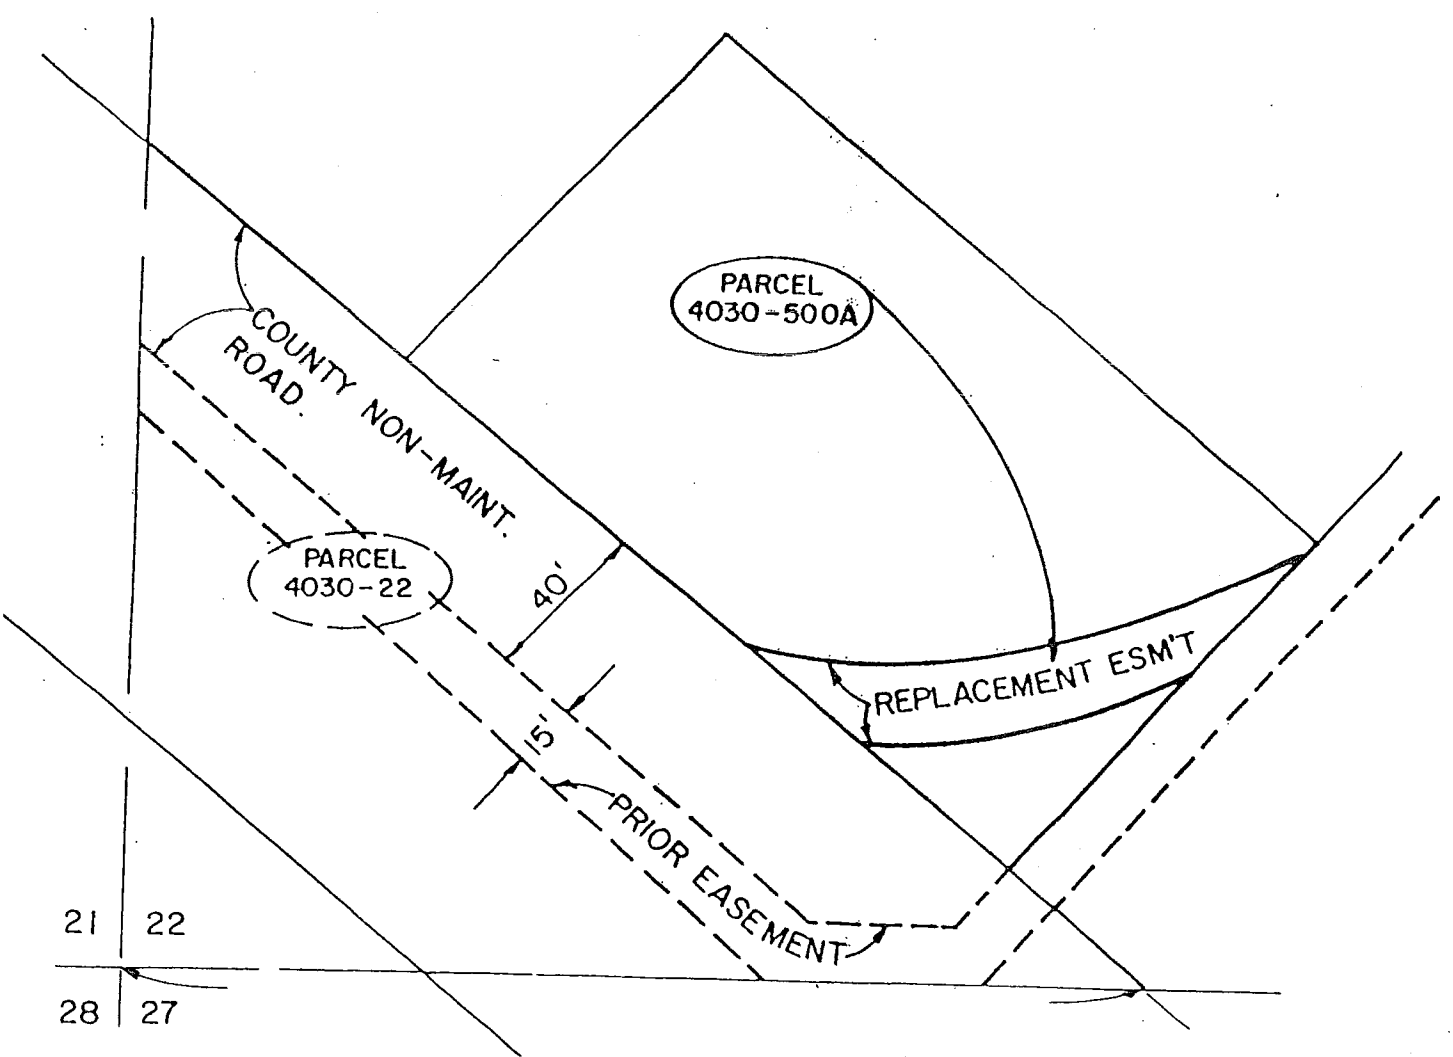 PARCEL
4030-500A
COUNTY NON-MAINT.
ROAD.
PARCEL
4030-22
40'
15'
REPLACEMENT ESM'T
PRIOR EASEMENT
21 22
28 27